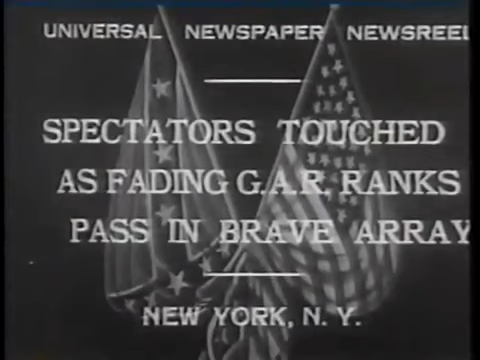 UNIVERSAL NEWSPAPER NEWSREEL
SPECTATORS TOUCHED
AS FADING G.A.R. RANKS
PASS IN BRAVE ARRAY
NEW YORK, N. Y.